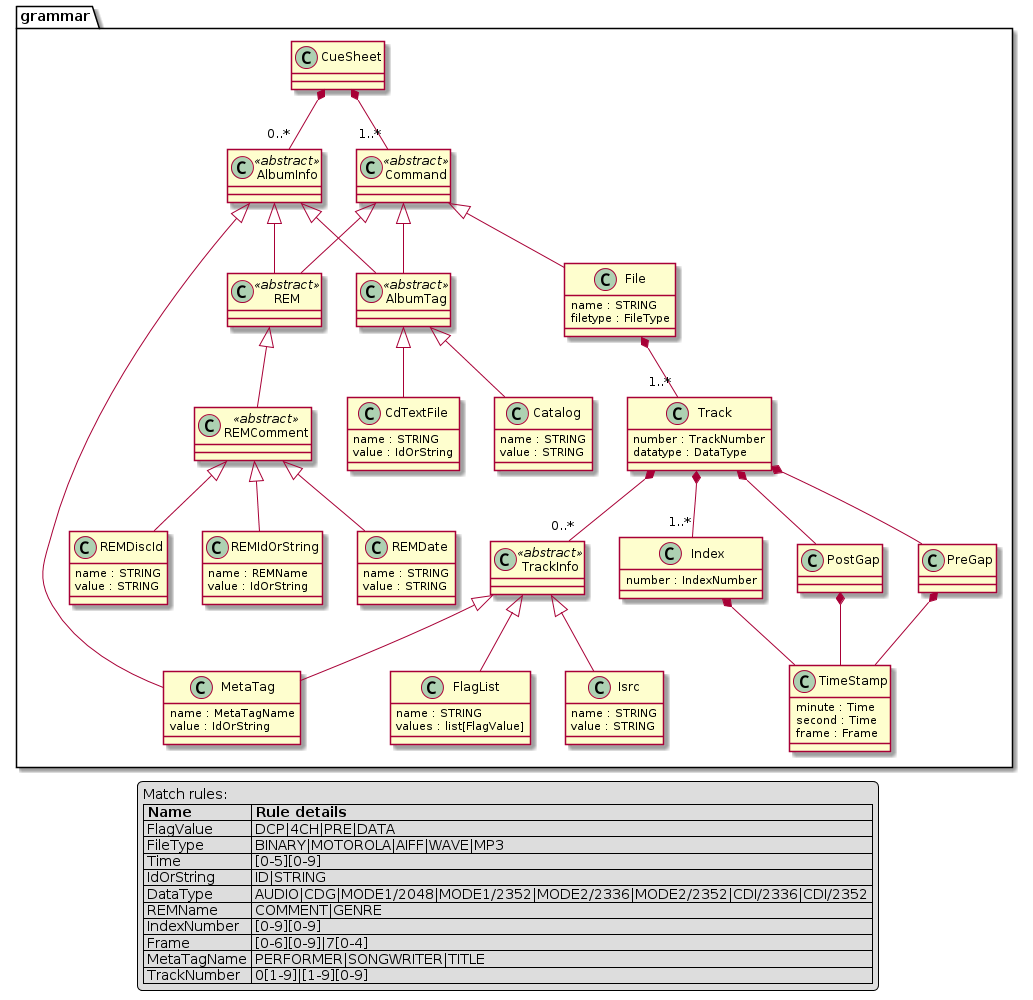 grammar
C CueSheet
0..* 1..*
C «abstract» AlbumInfo
C «abstract» Command
C «abstract» REM
C «abstract» AlbumTag
C File
name : STRING
filetype : FileType
1..*
C «abstract» REMComment
C CdTextFile
name : STRING
value : IdOrString
C Catalog
name : STRING
value : STRING
C Track
number : TrackNumber
datatype : DataType
0..* 1..*
C REMDiscId
name : STRING
value : STRING
C REMIdOrString
name : REMName
value : IdOrString
C REMDate
name : STRING
value : STRING
C «abstract» TrackInfo
C Index
number : IndexNumber
C PostGap
C PreGap
C MetaTag
name : MetaTagName
value : IdOrString
C FlagList
name : STRING
values : list[FlagValue]
C Isrc
name : STRING
value : STRING
C TimeStamp
minute : Time
second : Time
frame : Frame
Match rules:
Name Rule details
FlagValue DCP|4CH|PRE|DATA
FileType BINARY|MOTOROLA|AIFF|WAVE|MP3
Time [0-5][0-9]
IdOrString ID|STRING
DataType AUDIO|CDG|MODE1/2048|MODE1/2352|MODE2/2336|MODE2/2352|CDI/2336|CDI/2352
REMName COMMENT|GENRE
IndexNumber [0-9][0-9]
Frame [0-6][0-9]|7[0-4]
MetaTagName PERFORMER|SONGWRITER|TITLE
TrackNumber 0[1-9]|[1-9][0-9]